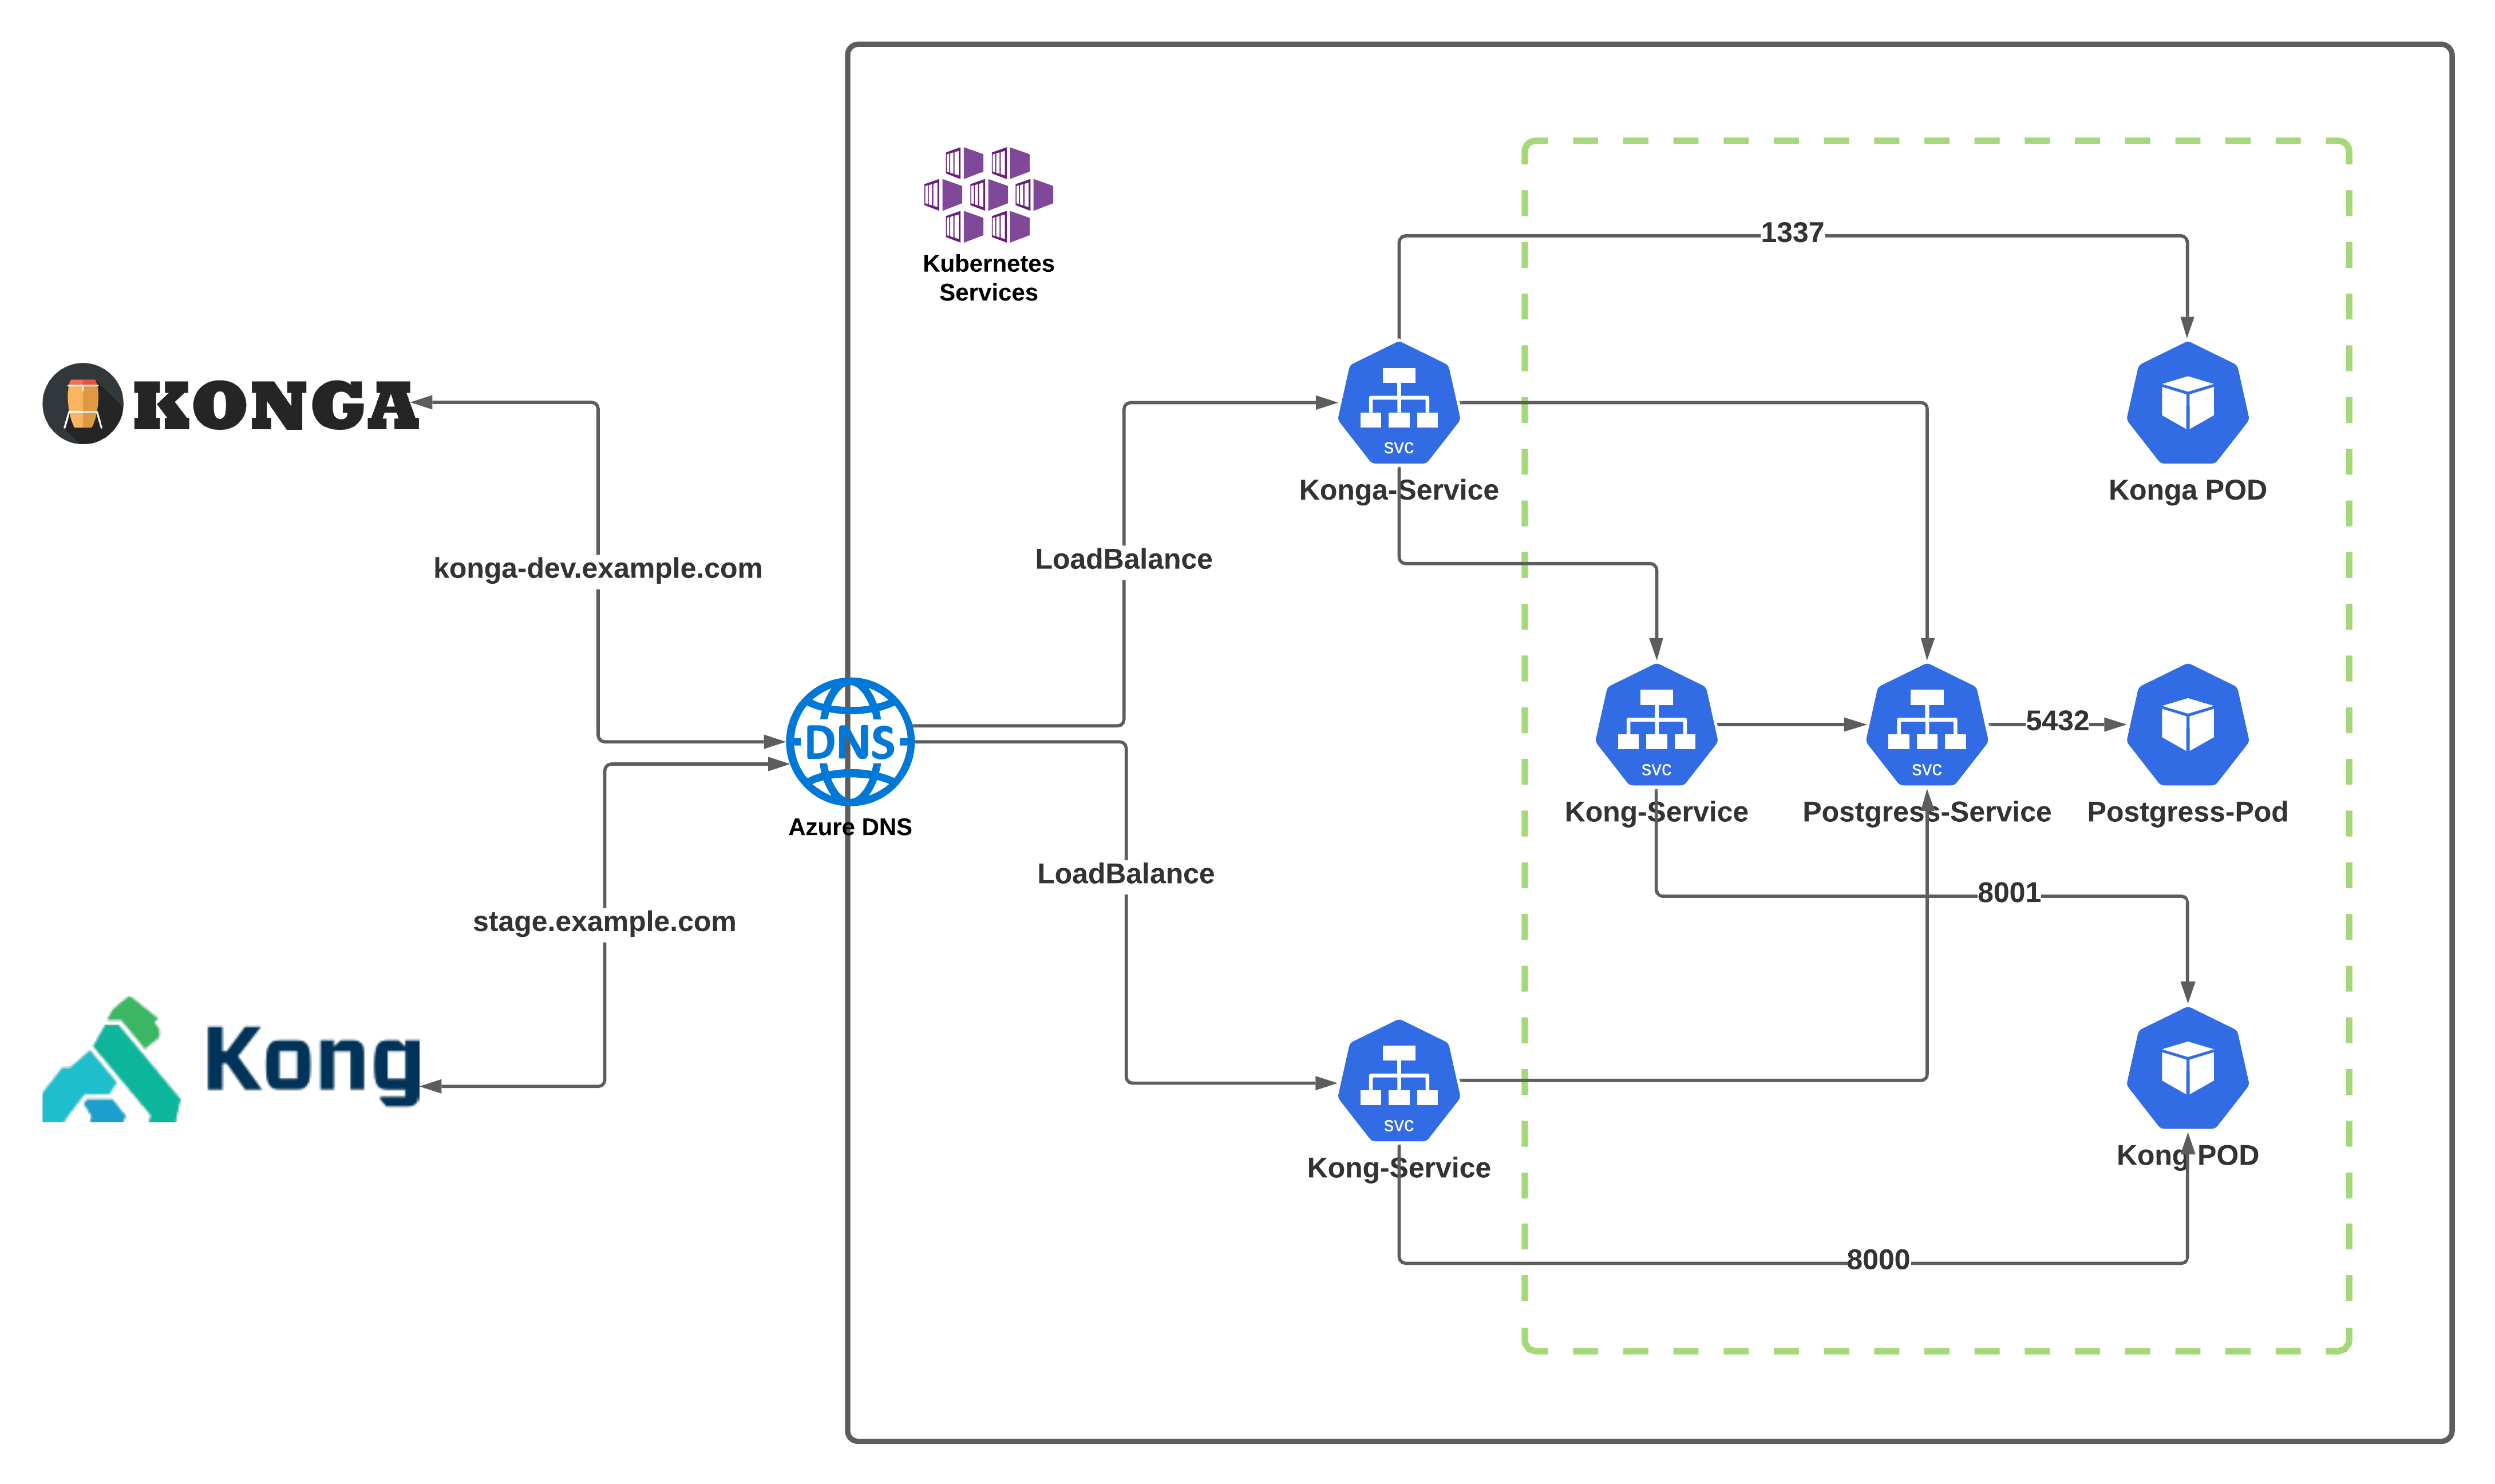 Kubernetes
Services
1337
KONGA
svc
Konga-Service
Konga POD
konga-dev.example.com
LoadBalance
DNS
Azure DNS
5432
svc
svc
Kong-Service
Postgress-Service
Postgress-Pod
LoadBalance
8001
stage.example.com
Kong
svc
Kong-Service
Kong POD
8000